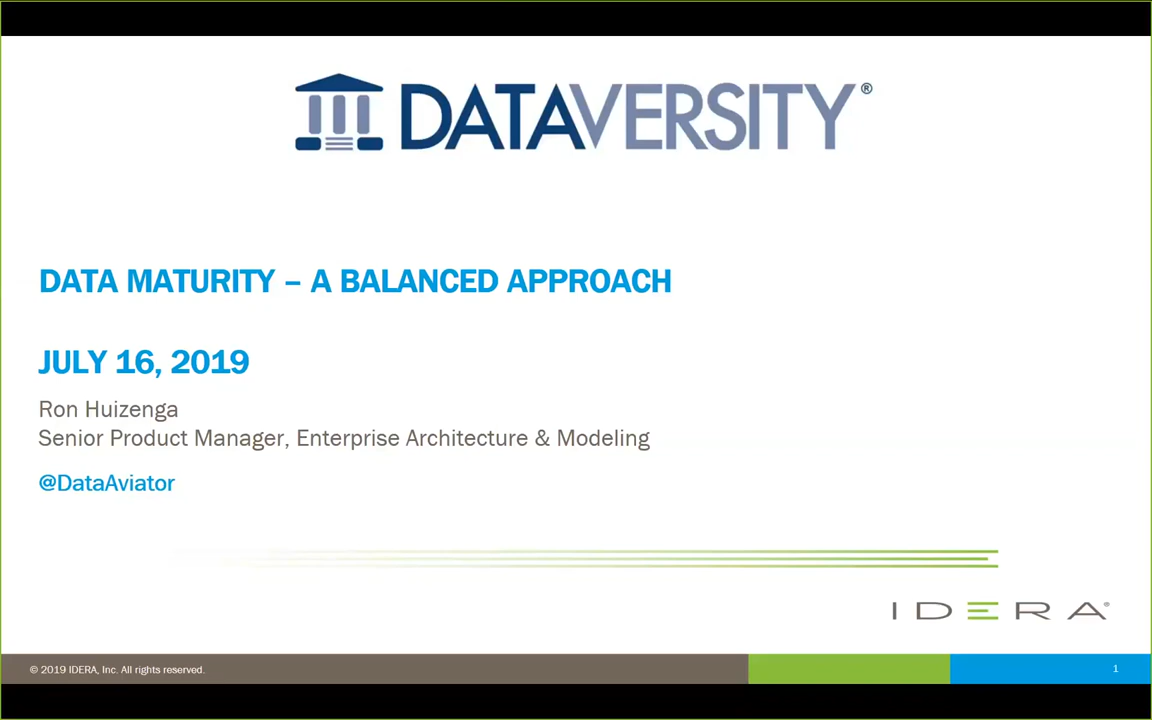 DATAVERSITY®
DATA MATURITY – A BALANCED APPROACH
JULY 16, 2019
Ron Huizenga
Senior Product Manager, Enterprise Architecture & Modeling
@DataAviator
IDERA®
© 2019 IDERA, Inc. All rights reserved.
1